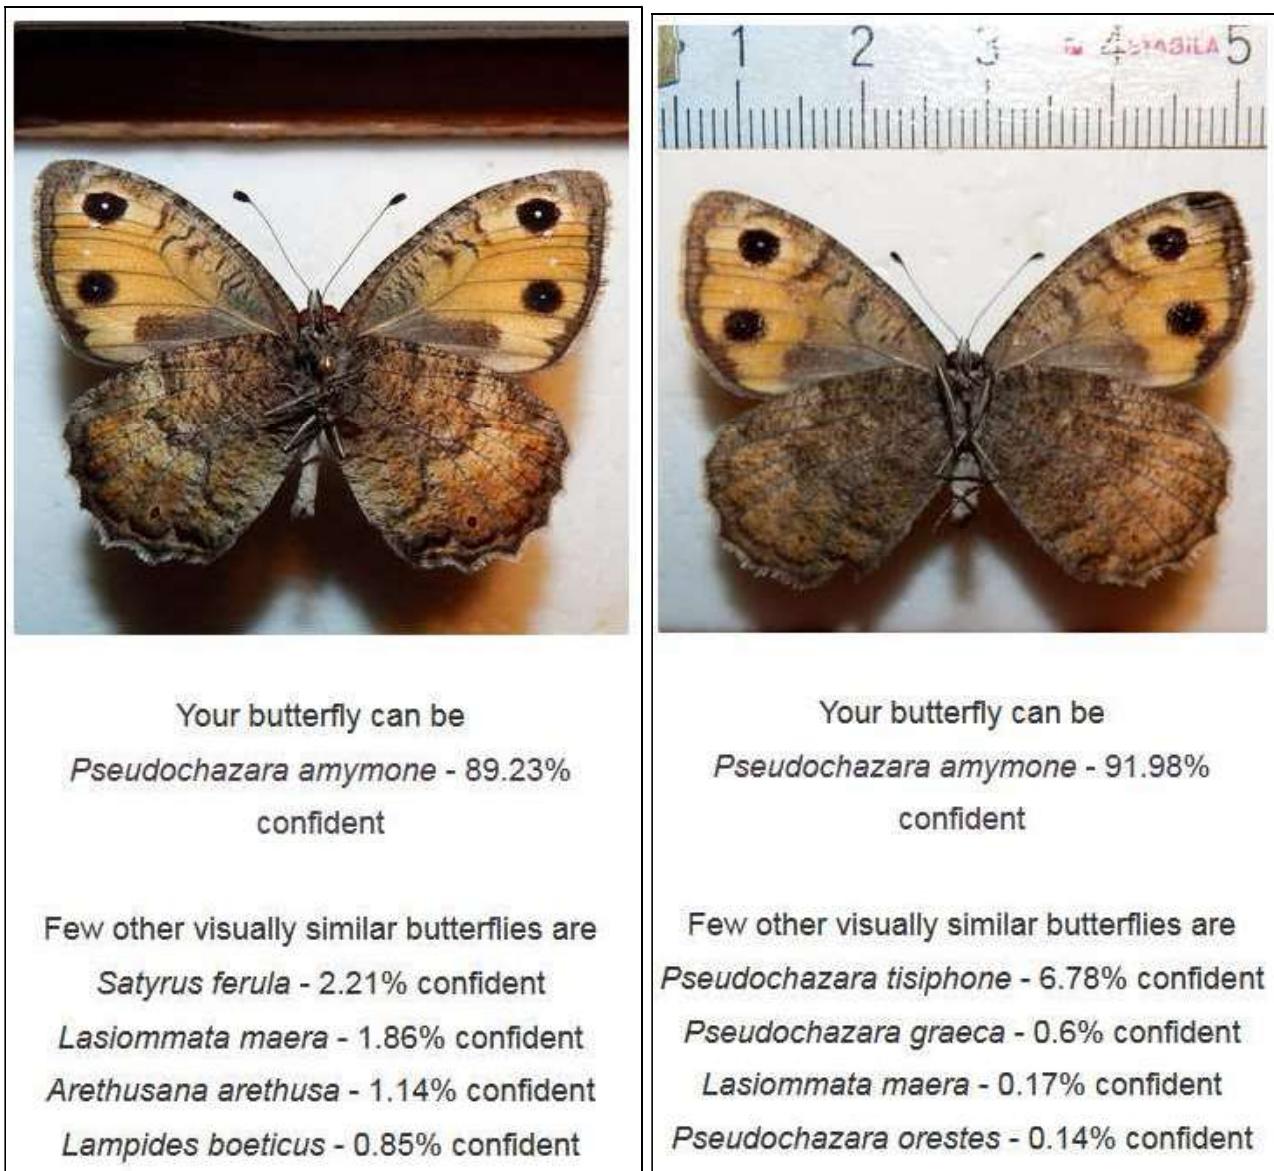 1 2 3 4 5
Your butterfly can be
Pseudochazara amymone - 89.23%
confident
Few other visually similar butterflies are
Satyrus ferula - 2.21% confident
Lasiommata maera - 1.86% confident
Arethusana arethusa - 1.14% confident
Lampides boeticus - 0.85% confident
Your butterfly can be
Pseudochazara amymone - 91.98%
confident
Few other visually similar butterflies are
Pseudochazara tisiphone - 6.78% confident
Pseudochazara graeca - 0.6% confident
Lasiommata maera - 0.17% confident
Pseudochazara orestes - 0.14% confident